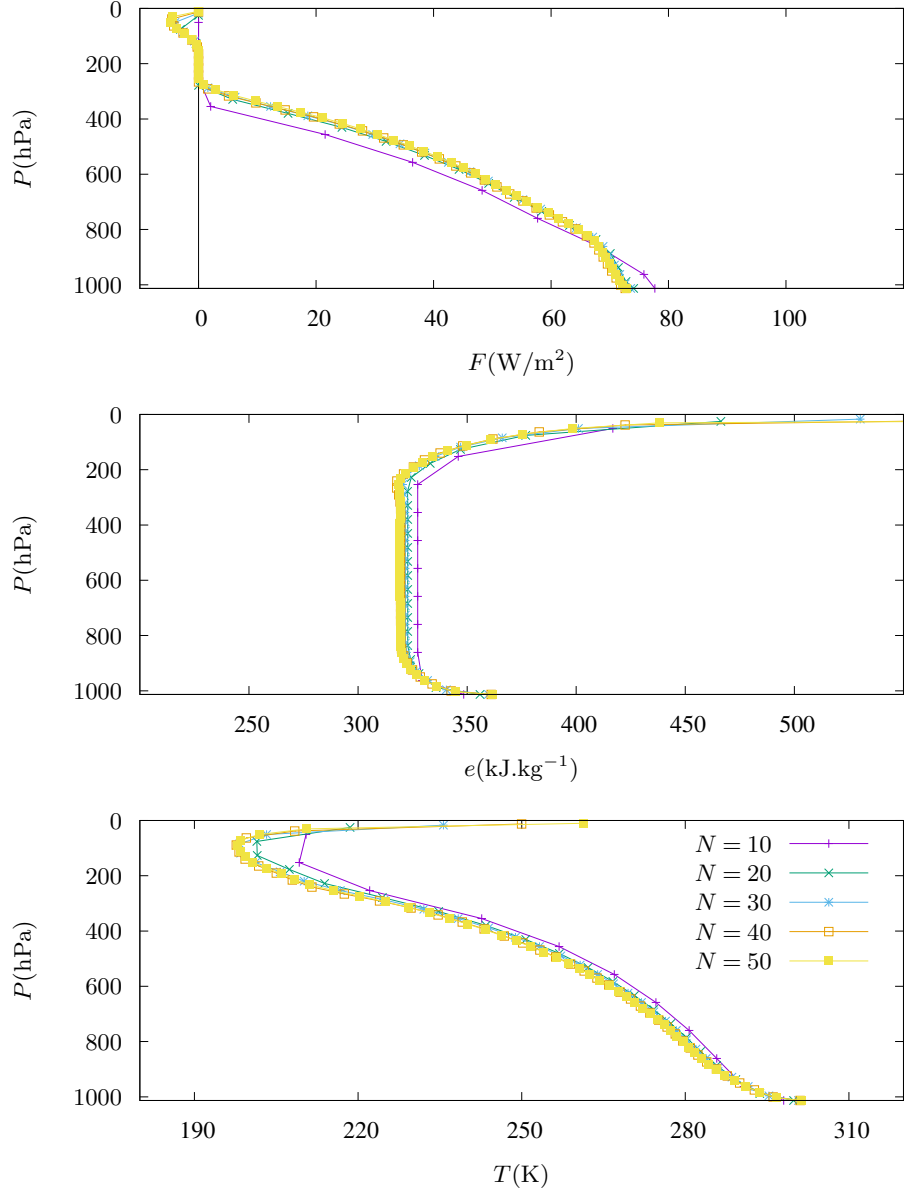 0
200
400
600
800
1000
P(hPa)
0 20 40 60 80 100
F(W/m²)
0
200
400
600
800
1000
P(hPa)
250 300 350 400 450 500
e(kJ.kg⁻¹)
0
200
400
600
800
1000
P(hPa)
190 220 250 280 310
T(K)
N = 10
N = 20
N = 30
N = 40
N = 50